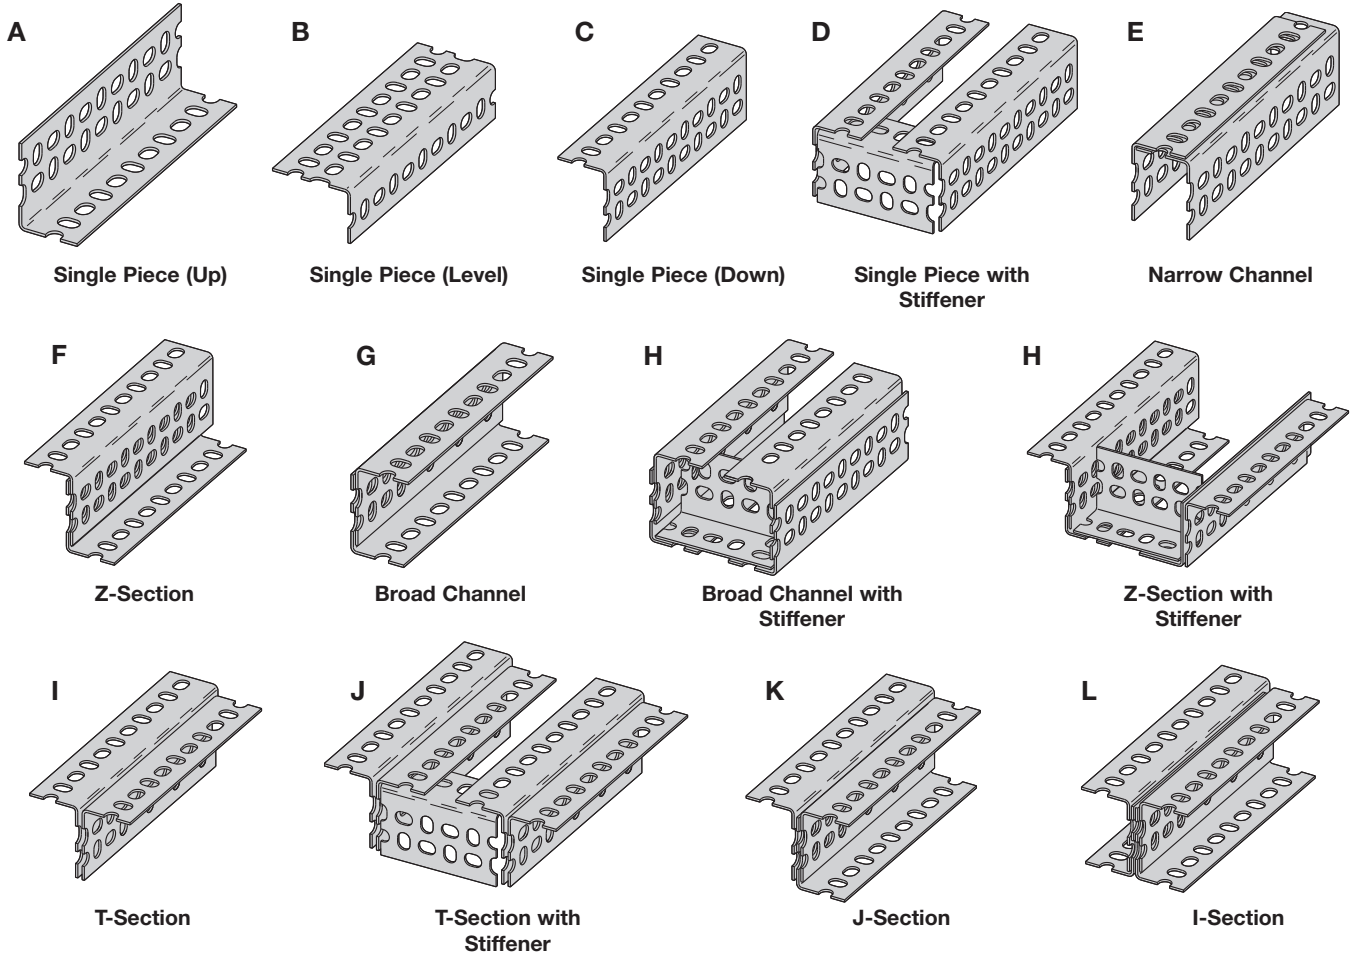 A
B
C
D
E
Single Piece (Up)
Single Piece (Level)
Single Piece (Down)
Single Piece with
Stiffener
Narrow Channel
F
G
H
H
Z-Section
Broad Channel
Broad Channel with
Stiffener
Z-Section with
Stiffener
I
J
K
L
T-Section
T-Section with
Stiffener
J-Section
I-Section